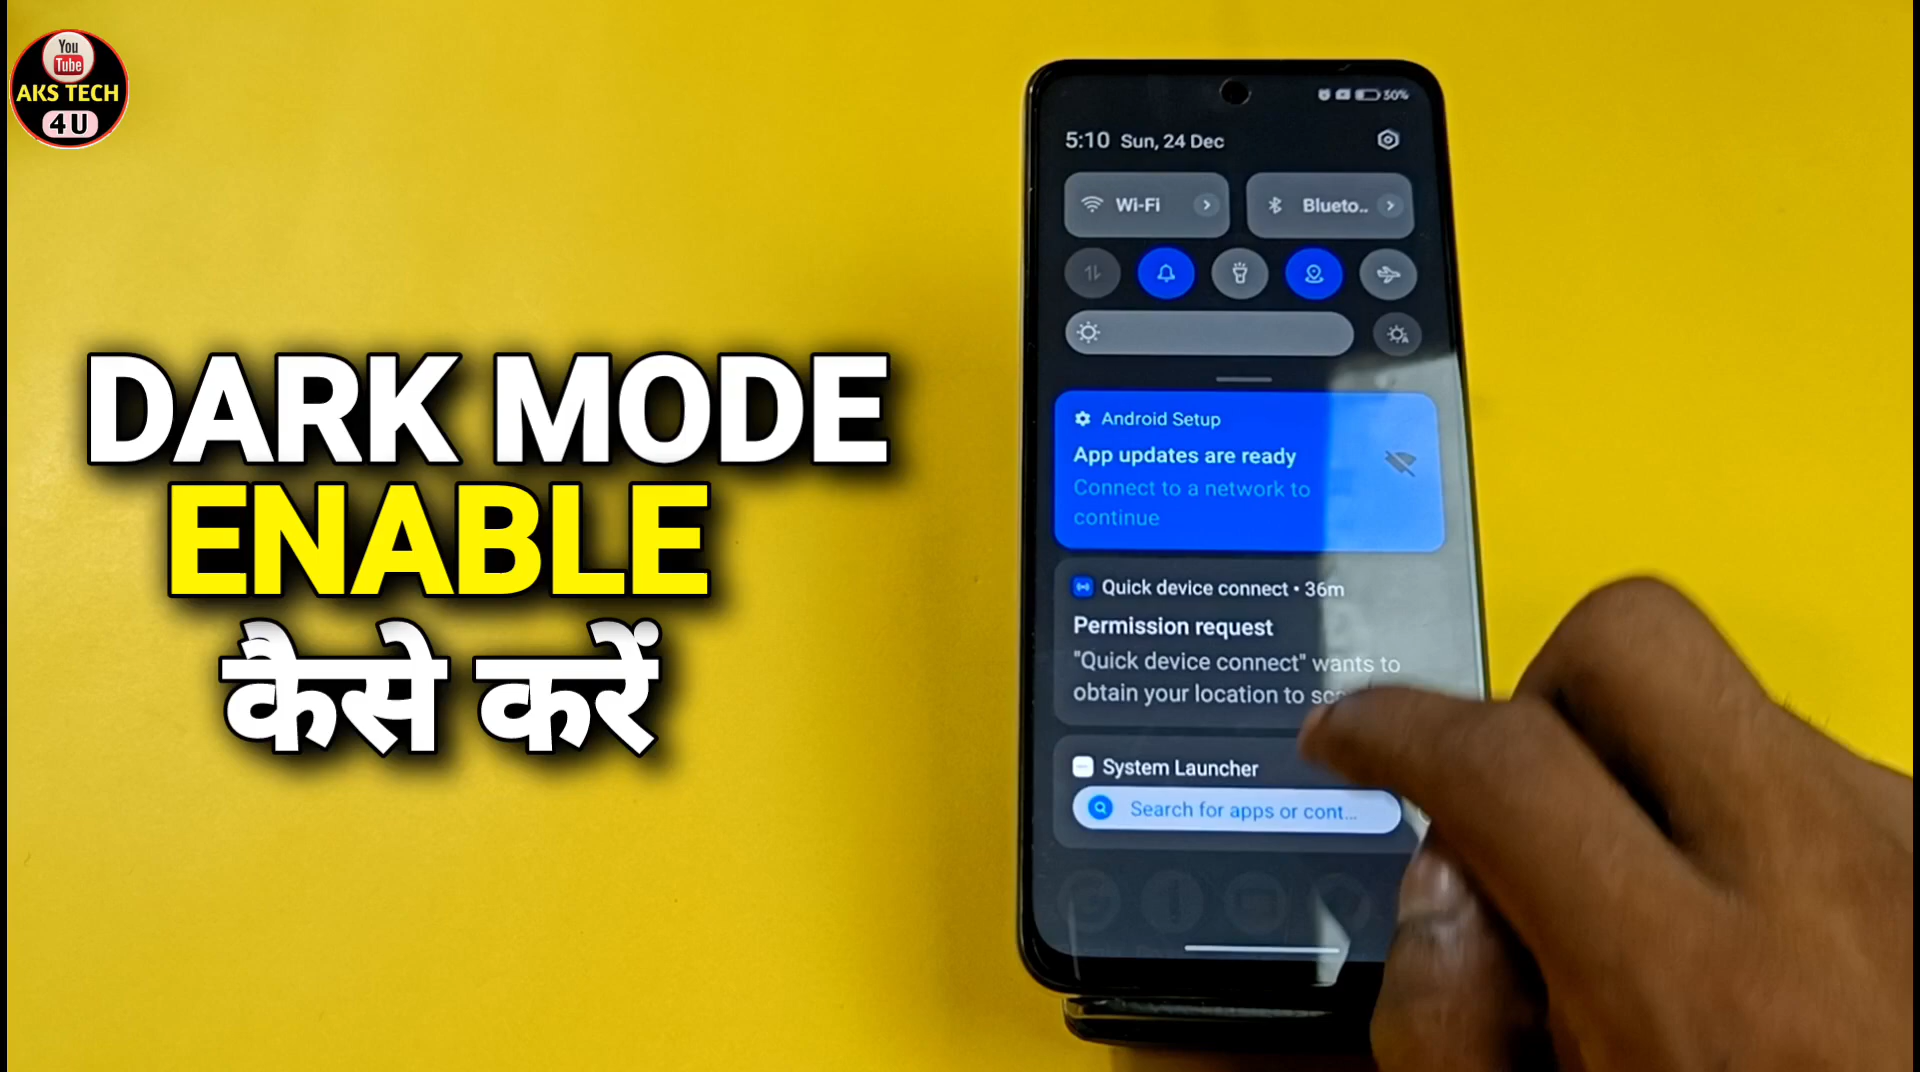 You
Tube
AKS TECH
4U
DARK MODE
ENABLE
कैसे करें
30%
5:10 Sun, 24 Dec
Wi-Fi
Blueto..
Android Setup
App updates are ready
Connect to a network to
continue
Quick device connect • 36m
Permission request
"Quick device connect" wants to
obtain your location to
System Launcher
Search for apps or cont...